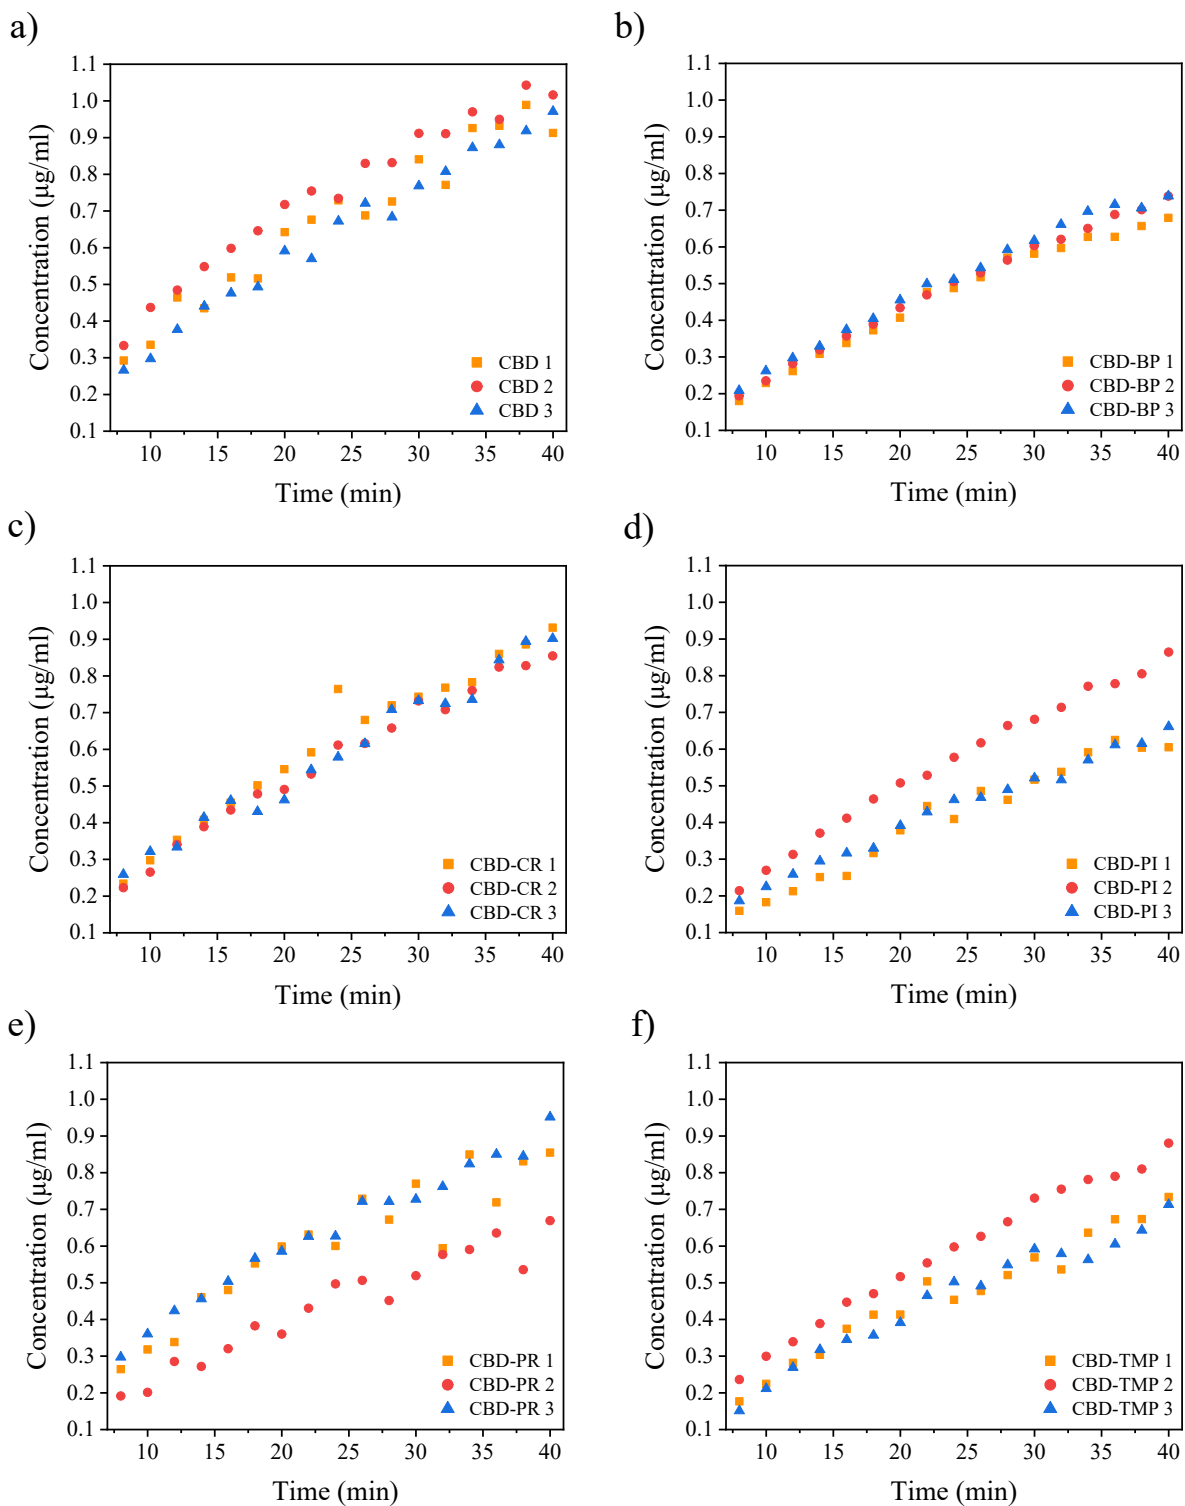 a)
1.1
1.0
0.9
0.8
0.7
0.6
0.5
0.4
0.3
0.2
0.1
Concentration (μg/ml)
CBD 1
CBD 2
CBD 3
10 15 20 25 30 35 40
Time (min)
b)
1.1
1.0
0.9
0.8
0.7
0.6
0.5
0.4
0.3
0.2
0.1
Concentration (μg/ml)
CBD-BP 1
CBD-BP 2
CBD-BP 3
10 15 20 25 30 35 40
Time (min)
c)
1.1
1.0
0.9
0.8
0.7
0.6
0.5
0.4
0.3
0.2
0.1
Concentration (μg/ml)
CBD-CR 1
CBD-CR 2
CBD-CR 3
10 15 20 25 30 35 40
Time (min)
d)
1.1
1.0
0.9
0.8
0.7
0.6
0.5
0.4
0.3
0.2
0.1
Concentration (μg/ml)
CBD-PI 1
CBD-PI 2
CBD-PI 3
10 15 20 25 30 35 40
Time (min)
e)
1.1
1.0
0.9
0.8
0.7
0.6
0.5
0.4
0.3
0.2
0.1
Concentration (μg/ml)
CBD-PR 1
CBD-PR 2
CBD-PR 3
10 15 20 25 30 35 40
Time (min)
f)
1.1
1.0
0.9
0.8
0.7
0.6
0.5
0.4
0.3
0.2
0.1
Concentration (μg/ml)
CBD-TMP 1
CBD-TMP 2
CBD-TMP 3
10 15 20 25 30 35 40
Time (min)